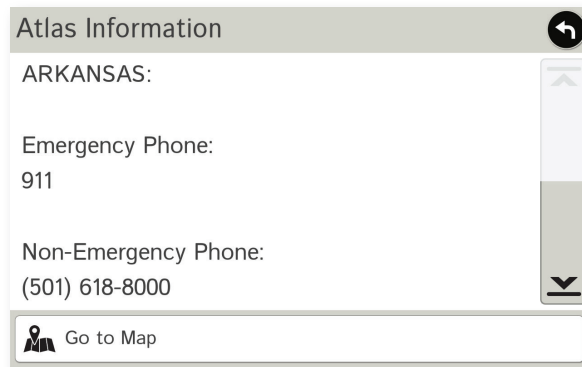 Atlas Information
ARKANSAS:
Emergency Phone:
911
Non-Emergency Phone:
(501) 618-8000
Go to Map